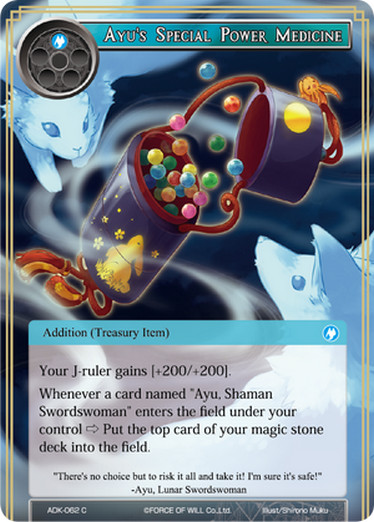 Ayu's Special Power Medicine
Addition (Treasury Item)
Your J-ruler gains [+200/+200].
Whenever a card named "Ayu, Shaman
Swordswoman" enters the field under your
control ⇨ Put the top card of your magic stone
deck into the field.
"There's no choice but to risk it all and take it! I'm sure it's safe!"
-Ayu, Lunar Swordswoman
ADK-062 C ©FORCE OF WILL Co.,Ltd. Illust/Shirono Muku